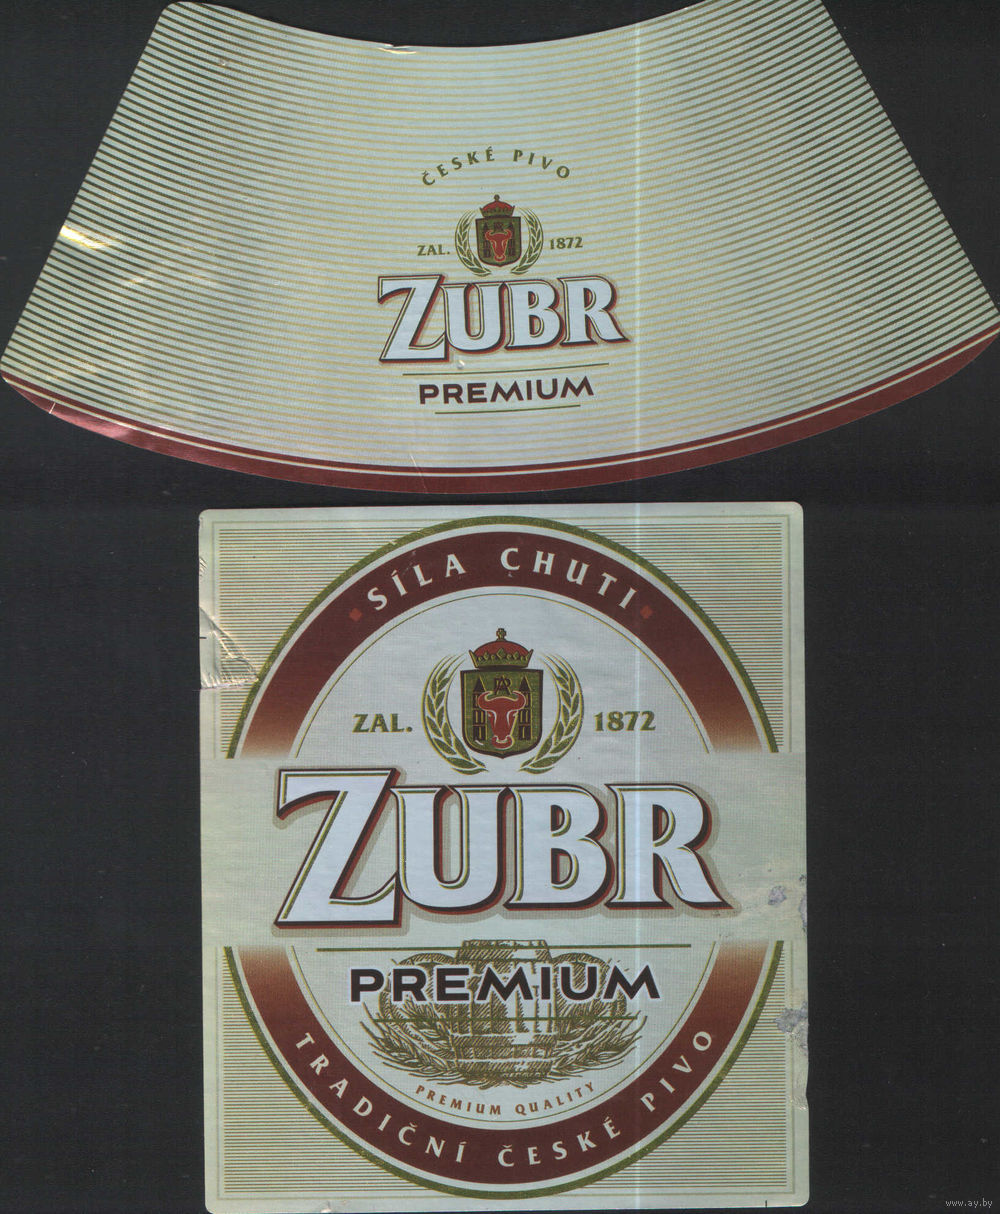 ČESKÉ PIVO
ZAL. 1872
ZUBR
PREMIUM
SÍLA CHUTI
ZAL. 1872
ZUBR
PREMIUM
PREMIUM QUALITY
TRADIČNÍ ČESKÉ PIVO
www.ay.by